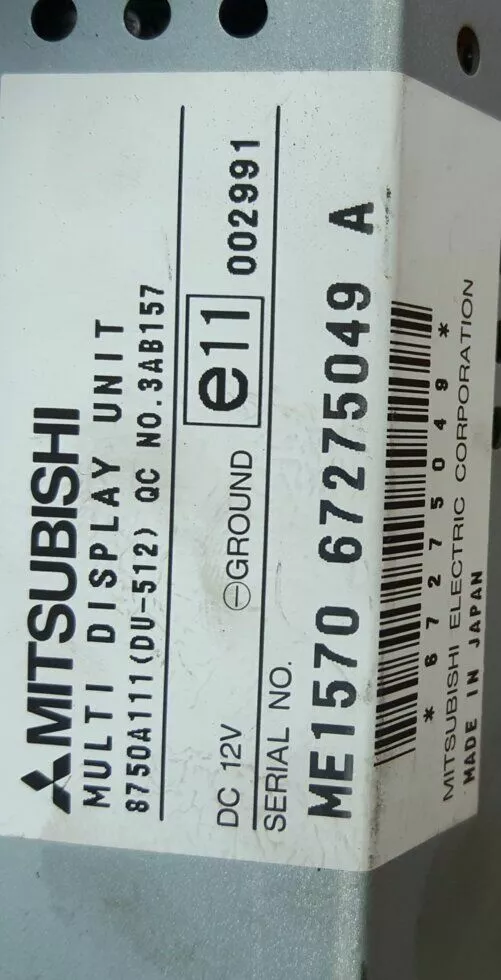 MITSUBISHI
MULTI DISPLAY UNIT
8750A111(DU-512) QC NO.3AB157
DC 12V ⊖GROUND e11 002991
SERIAL NO.
ME1570 67275049 A
* 6 7 2 7 5 0 4 9 *
MITSUBISHI ELECTRIC CORPORATION
MADE IN JAPAN